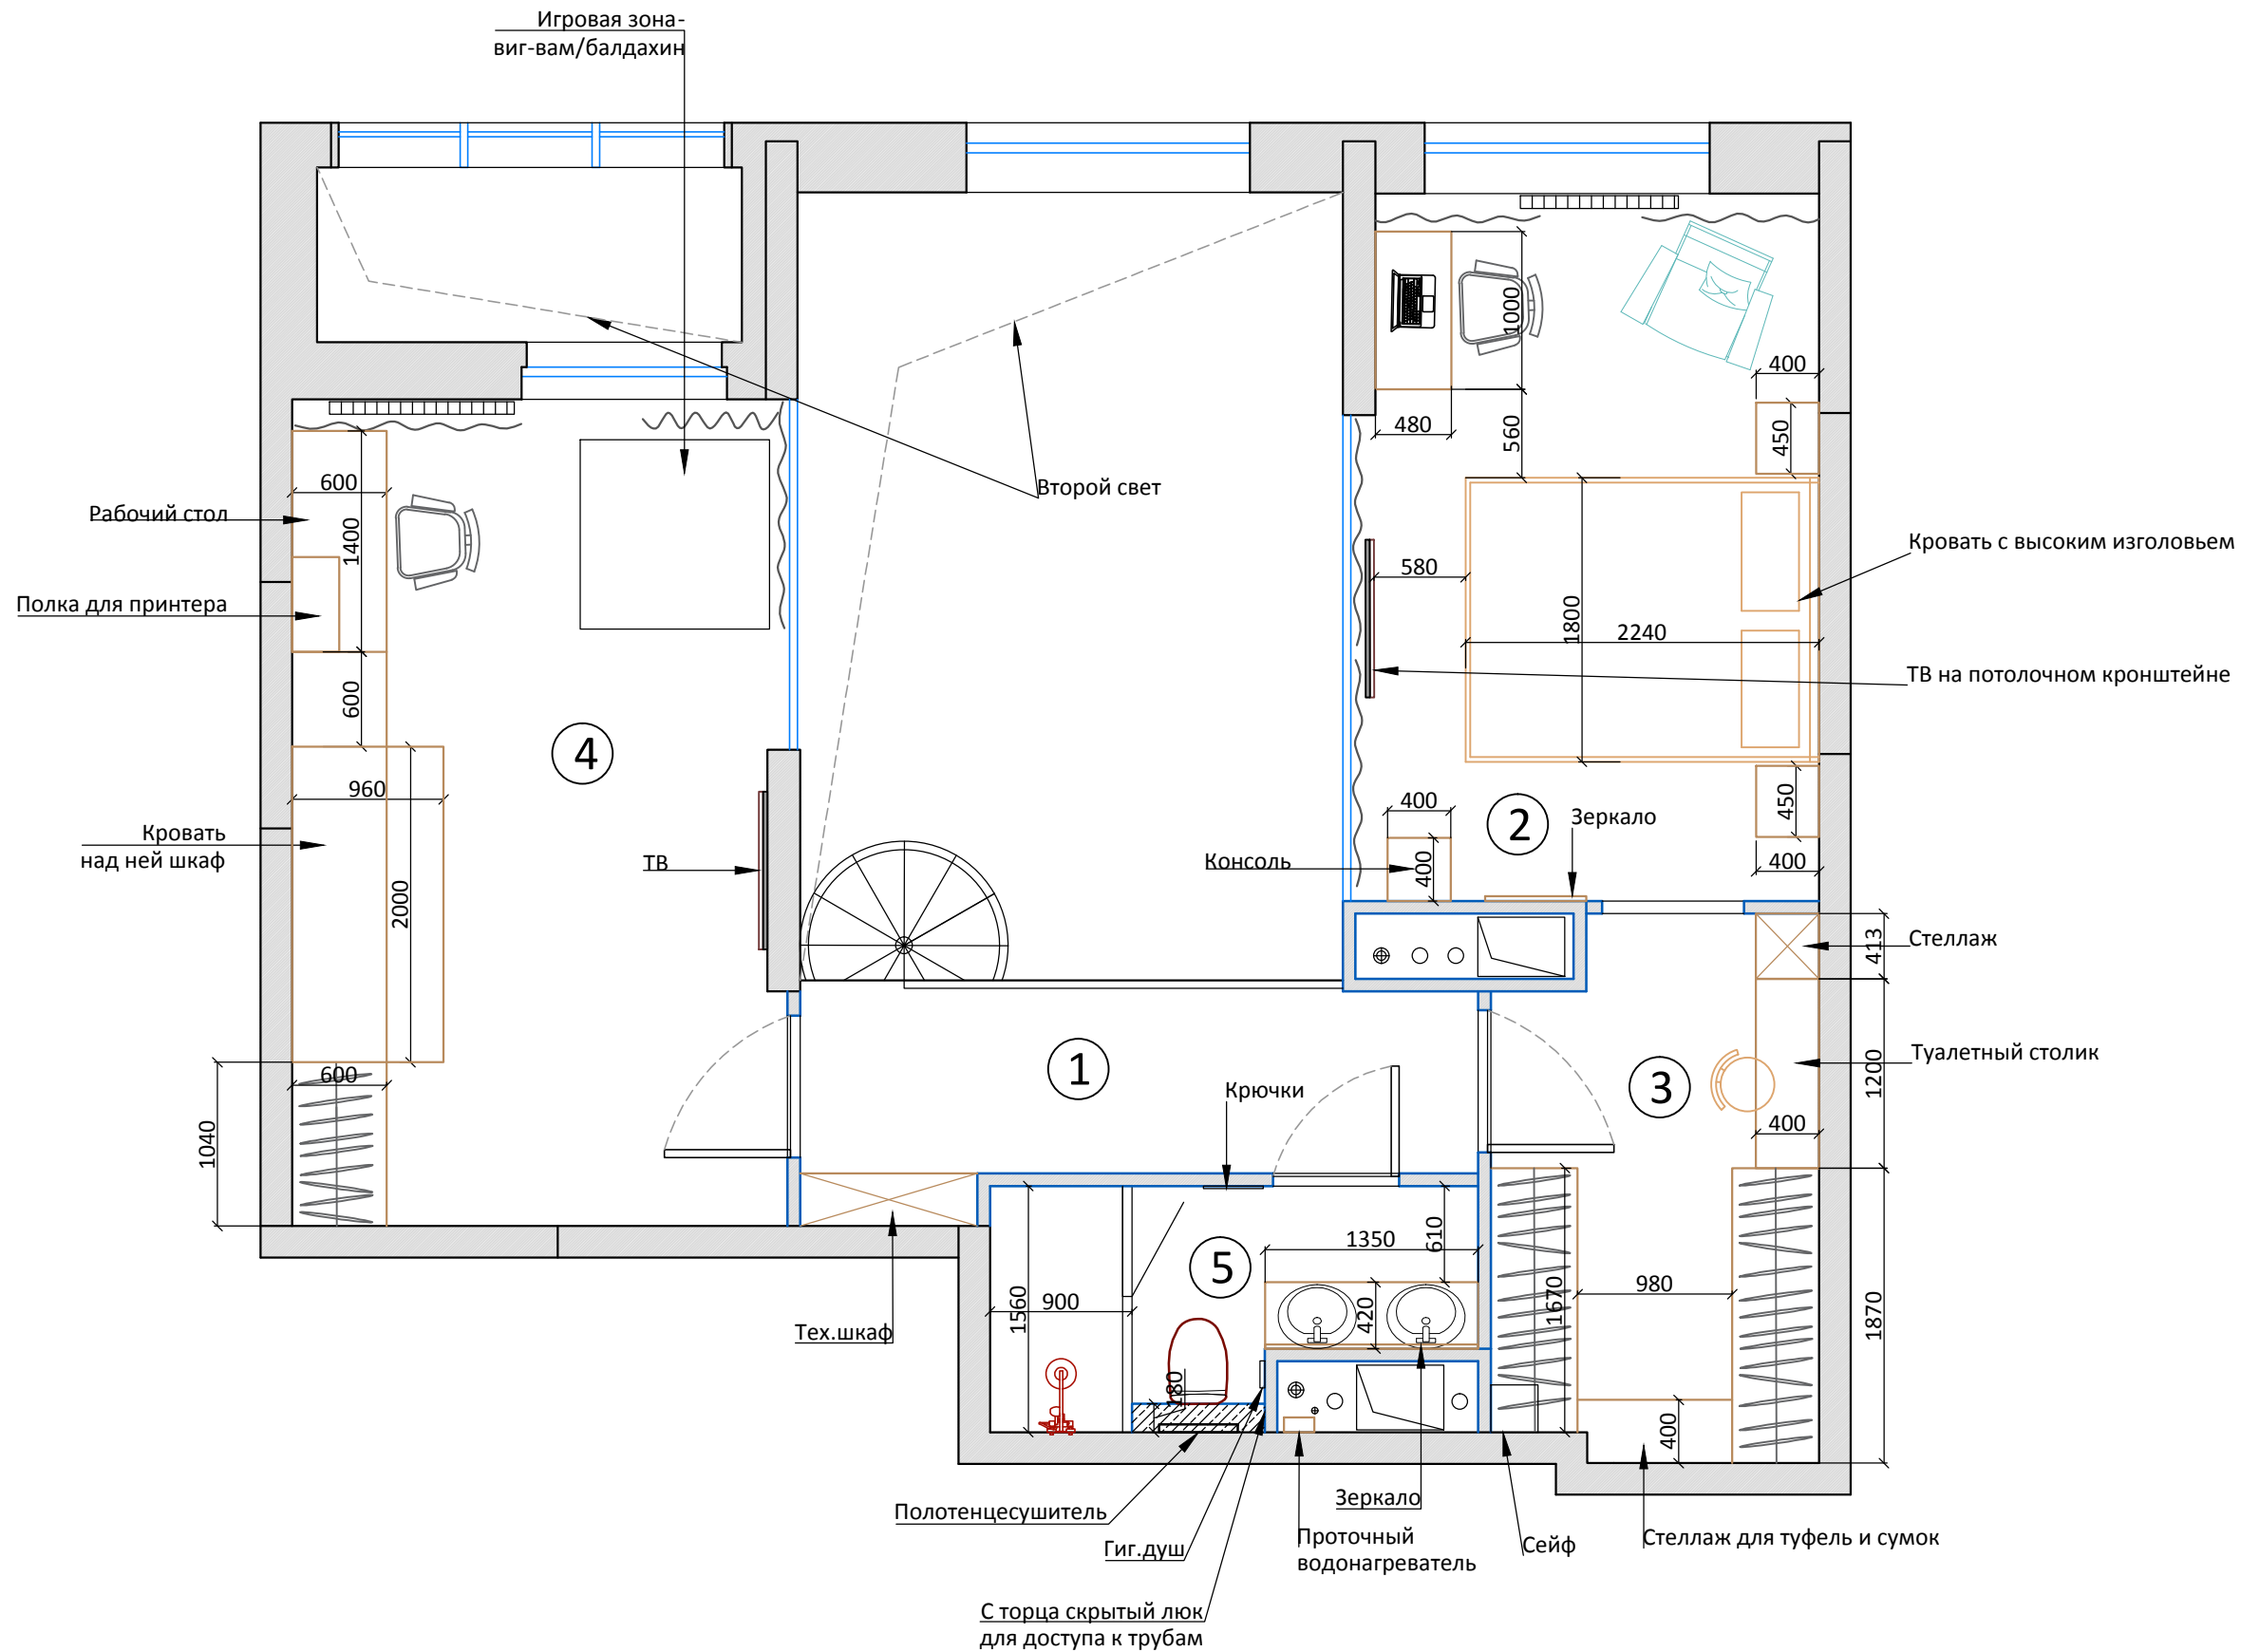 Игровая зона-
виг-вам/балдахин
1000
400
480
560
450
600
Рабочий стол
1400
Второй свет
Кровать с высоким изголовьем
580
Полка для принтера
1800
2240
ТВ на потолочном кронштейне
600
4
960
400
2
Зеркало
450
Кровать
над ней шкаф
ТВ
Консоль
400
400
2000
413
Стеллаж
1
3
Туалетный столик
1200
600
Крючки
400
1040
610
1350
5
1560
900
420
1670
980
1870
Тех.шкаф
180
400
Полотенцесушитель
Зеркало
Гиг.душ
Проточный
водонагреватель
Сейф
Стеллаж для туфель и сумок
С торца скрытый люк
для доступа к трубам